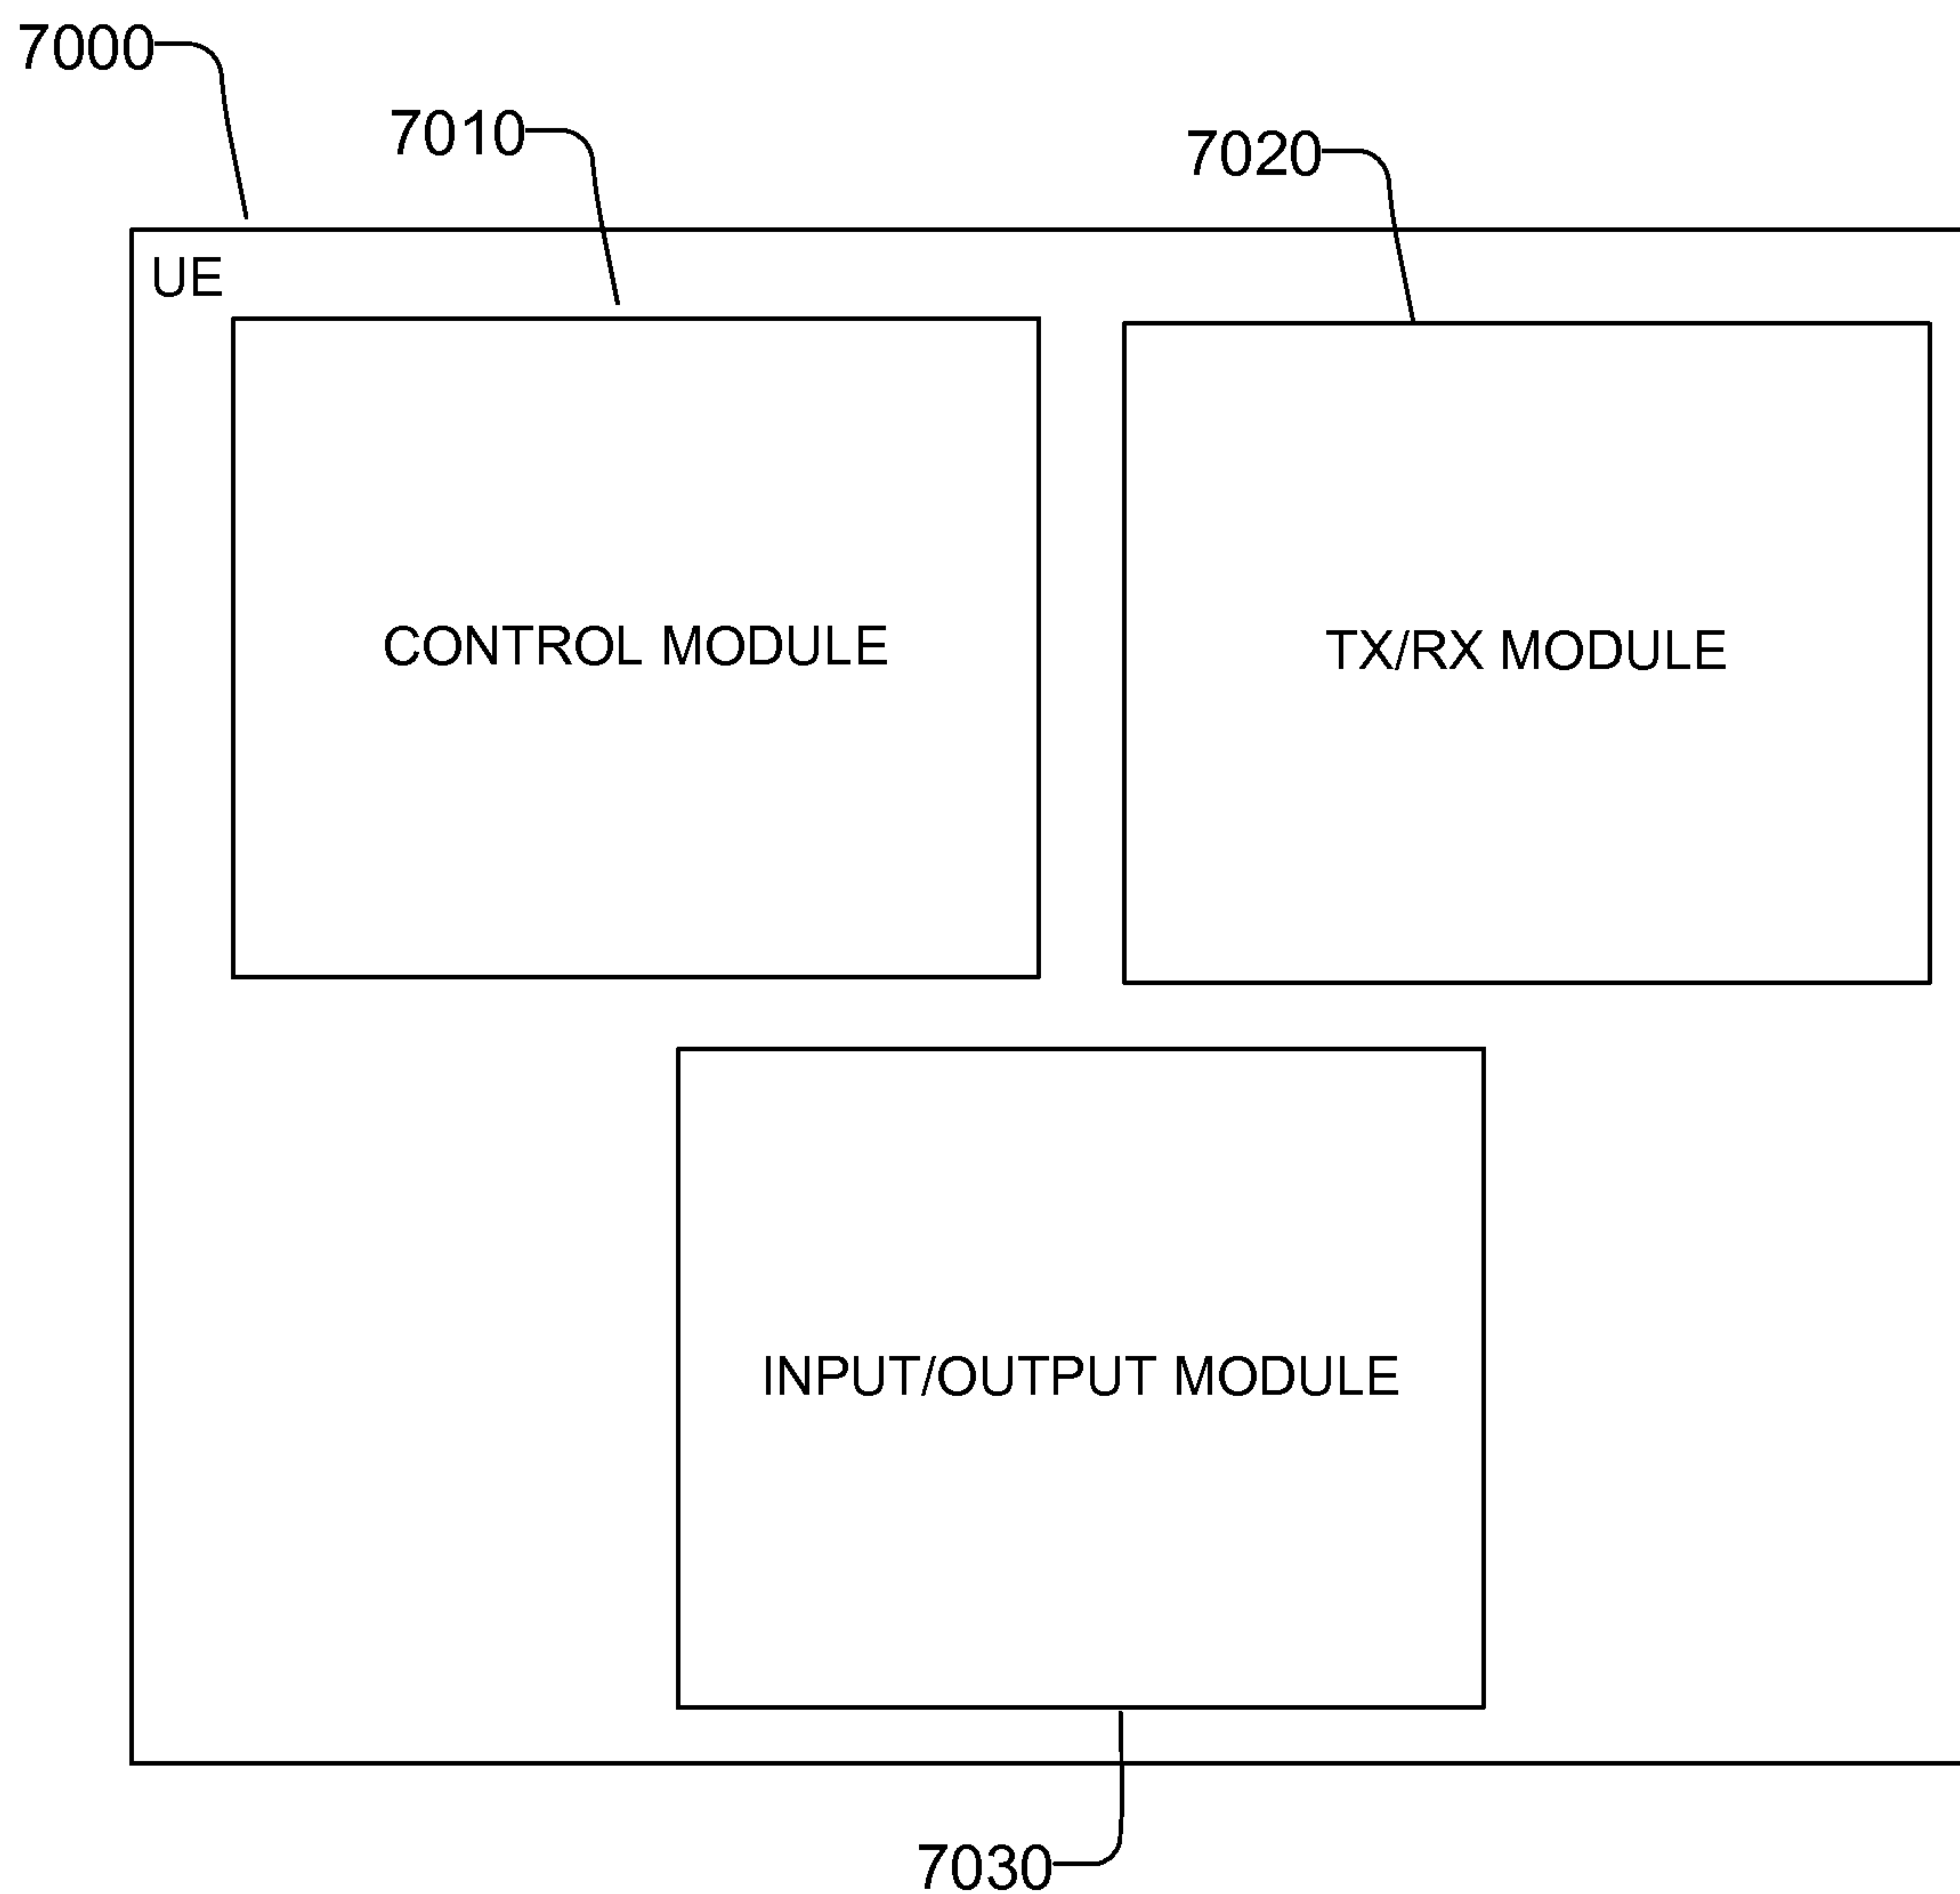 7000
7010
7020
UE
CONTROL MODULE
TX/RX MODULE
INPUT/OUTPUT MODULE
7030